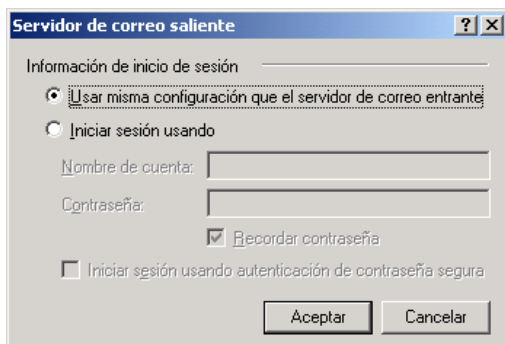 Servidor de correo saliente
Información de inicio de sesión
Usar misma configuración que el servidor de correo entrante
Iniciar sesión usando
Nombre de cuenta:
Contraseña:
Recordar contraseña
Iniciar sesión usando autenticación de contraseña segura
Aceptar Cancelar